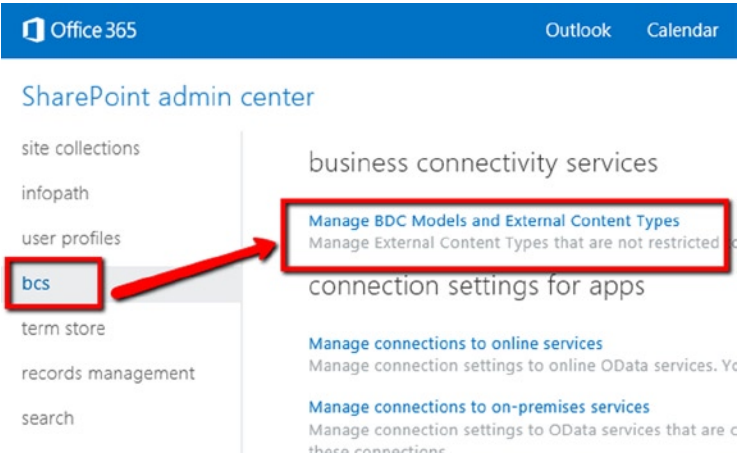 Office 365
Outlook
Calendar
SharePoint admin center
site collections
infopath
user profiles
bcs
term store
records management
search
business connectivity services
Manage BDC Models and External Content Types
Manage External Content Types that are not restricted
connection settings for apps
Manage connections to online services
Manage connection settings to online OData services.
Manage connections to on-premises services
Manage connection settings to OData services that are
these connections.